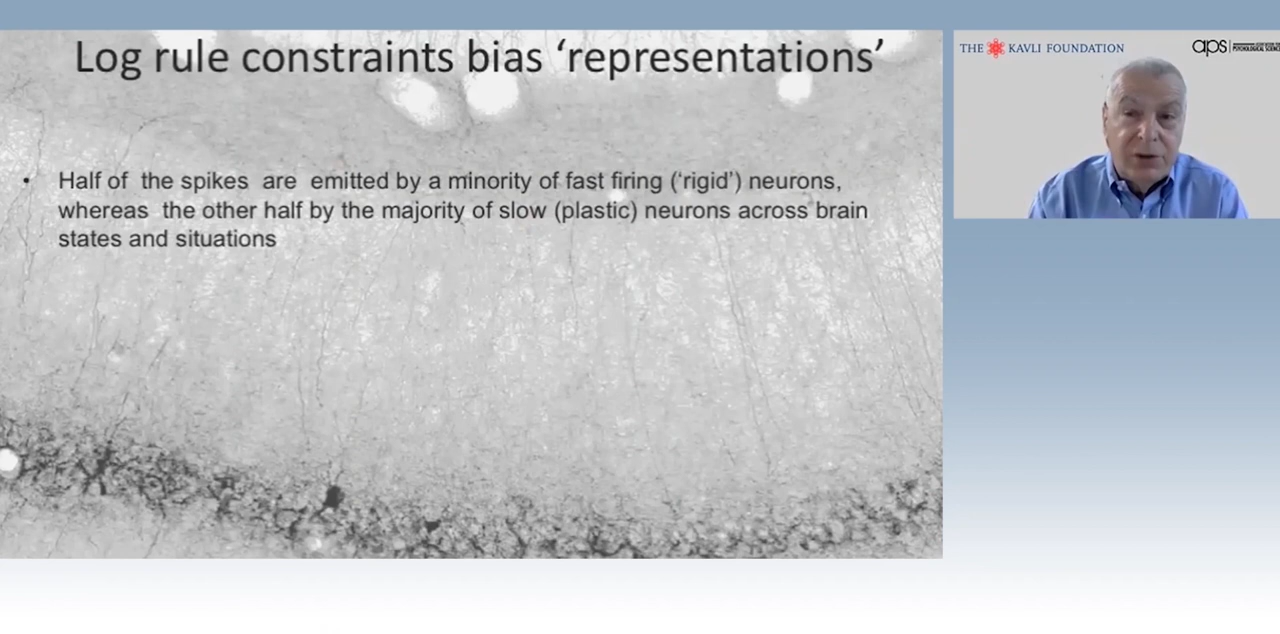 Log rule constraints bias ‘representations’
• Half of the spikes are emitted by a minority of fast firing (‘rigid’) neurons,
whereas the other half by the majority of slow (plastic) neurons across brain
states and situations
THE KAVLI FOUNDATION
aps